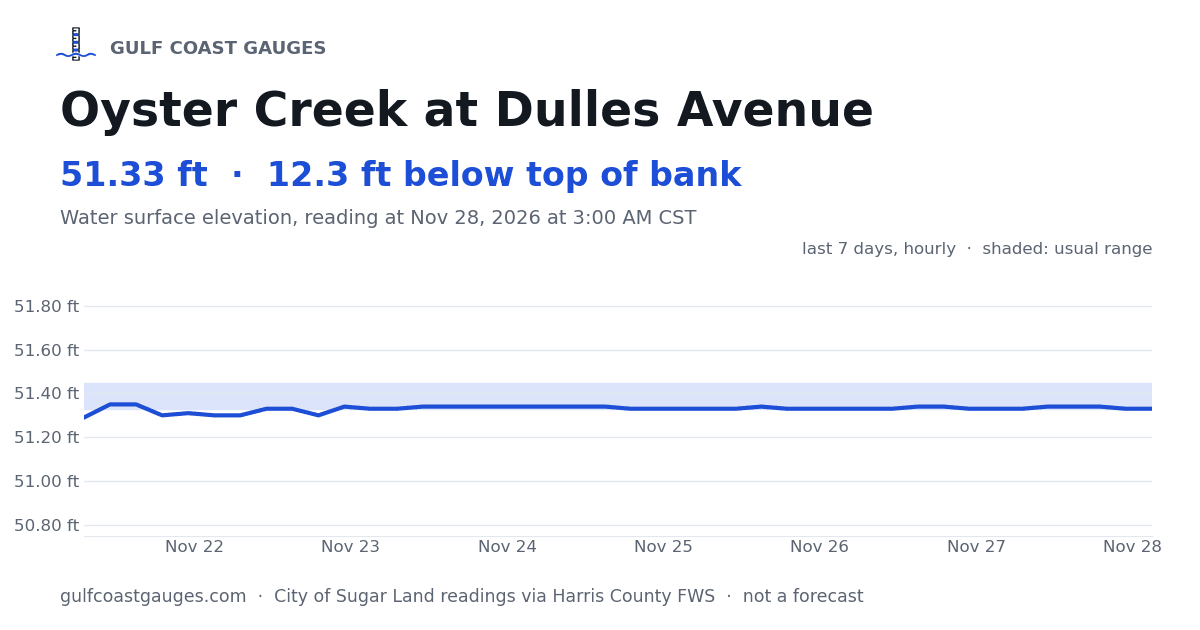 GULF COAST GAUGES
Oyster Creek at Dulles Avenue
51.33 ft · 12.3 ft below top of bank
Water surface elevation, reading at Nov 28, 2026 at 3:00 AM CST
last 7 days, hourly · shaded: usual range
51.80 ft
51.60 ft
51.40 ft
51.20 ft
51.00 ft
50.80 ft
Nov 22 Nov 23 Nov 24 Nov 25 Nov 26 Nov 27 Nov 28
gulfcoastgauges.com · City of Sugar Land readings via Harris County FWS · not a forecast